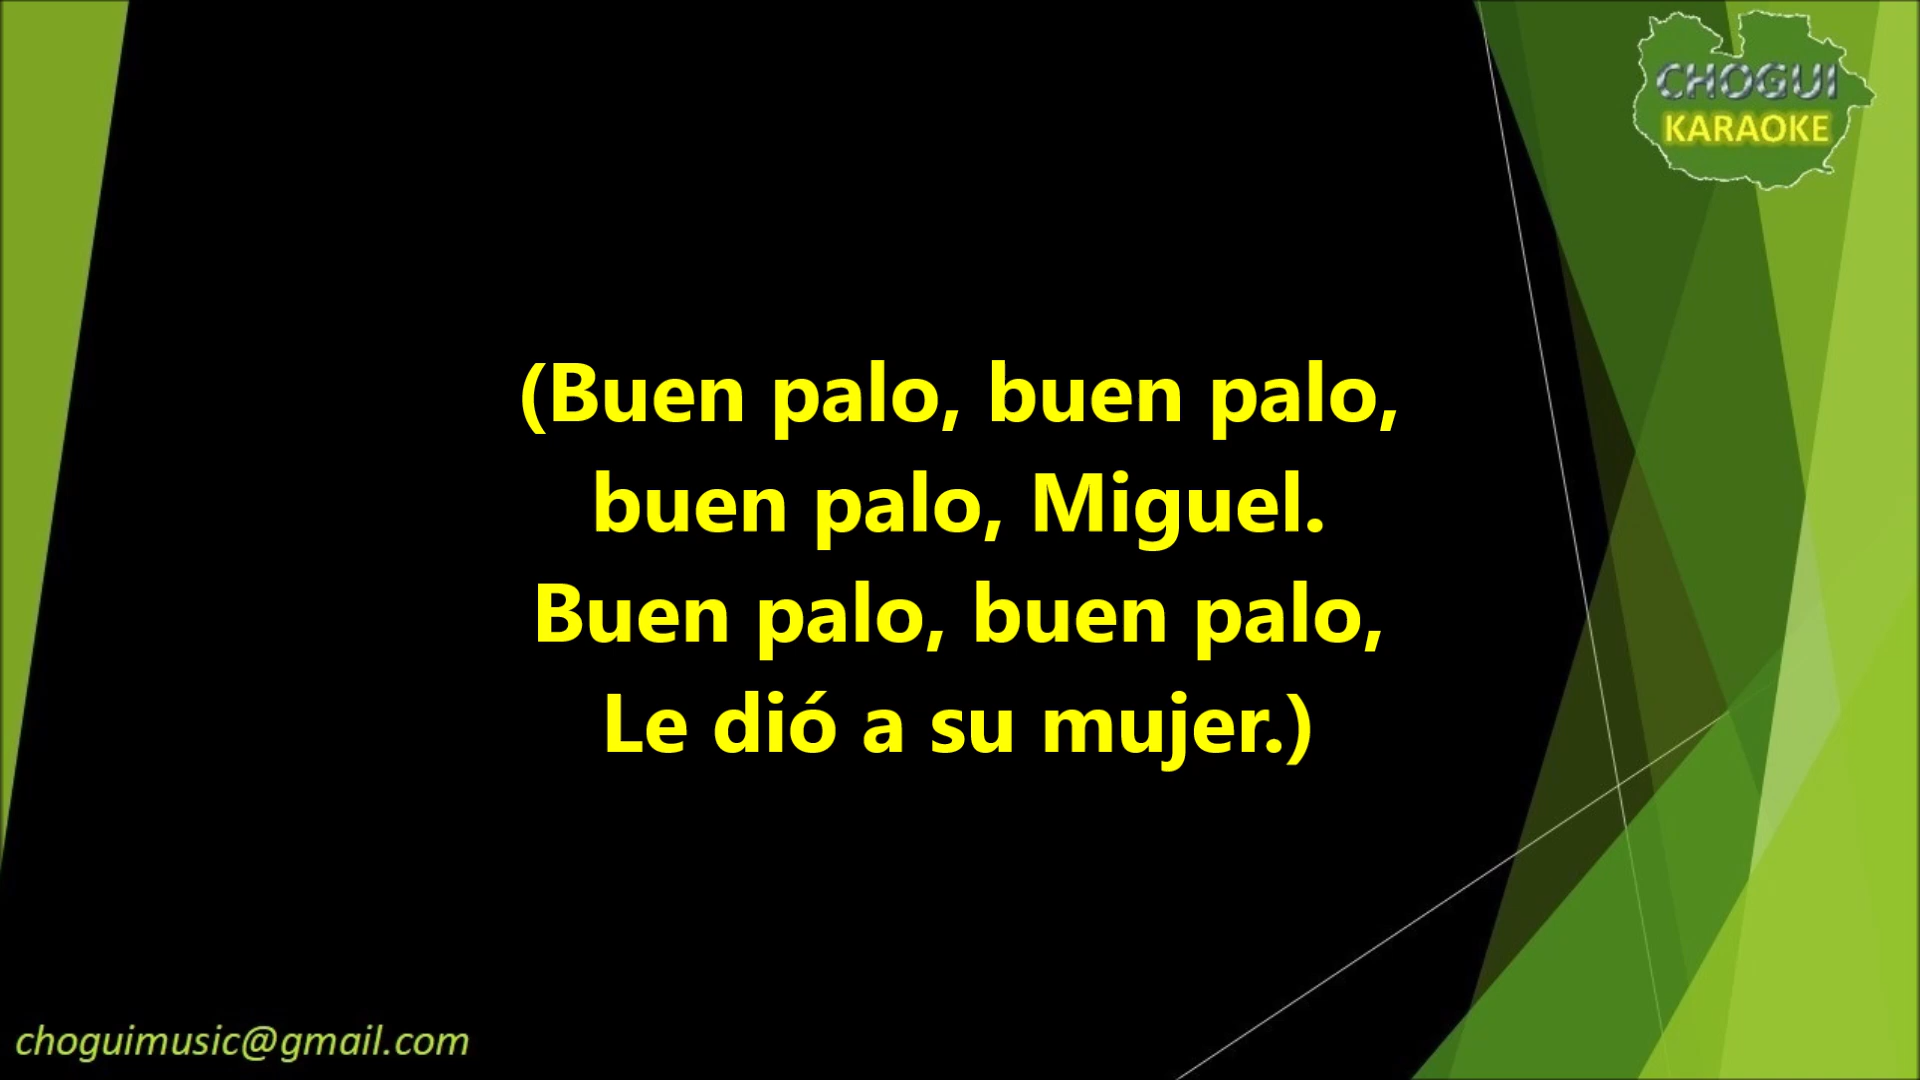 CHOGUI
KARAOKE
(Buen palo, buen palo,
buen palo, Miguel.
Buen palo, buen palo,
Le dió a su mujer.)
choguimusic@gmail.com